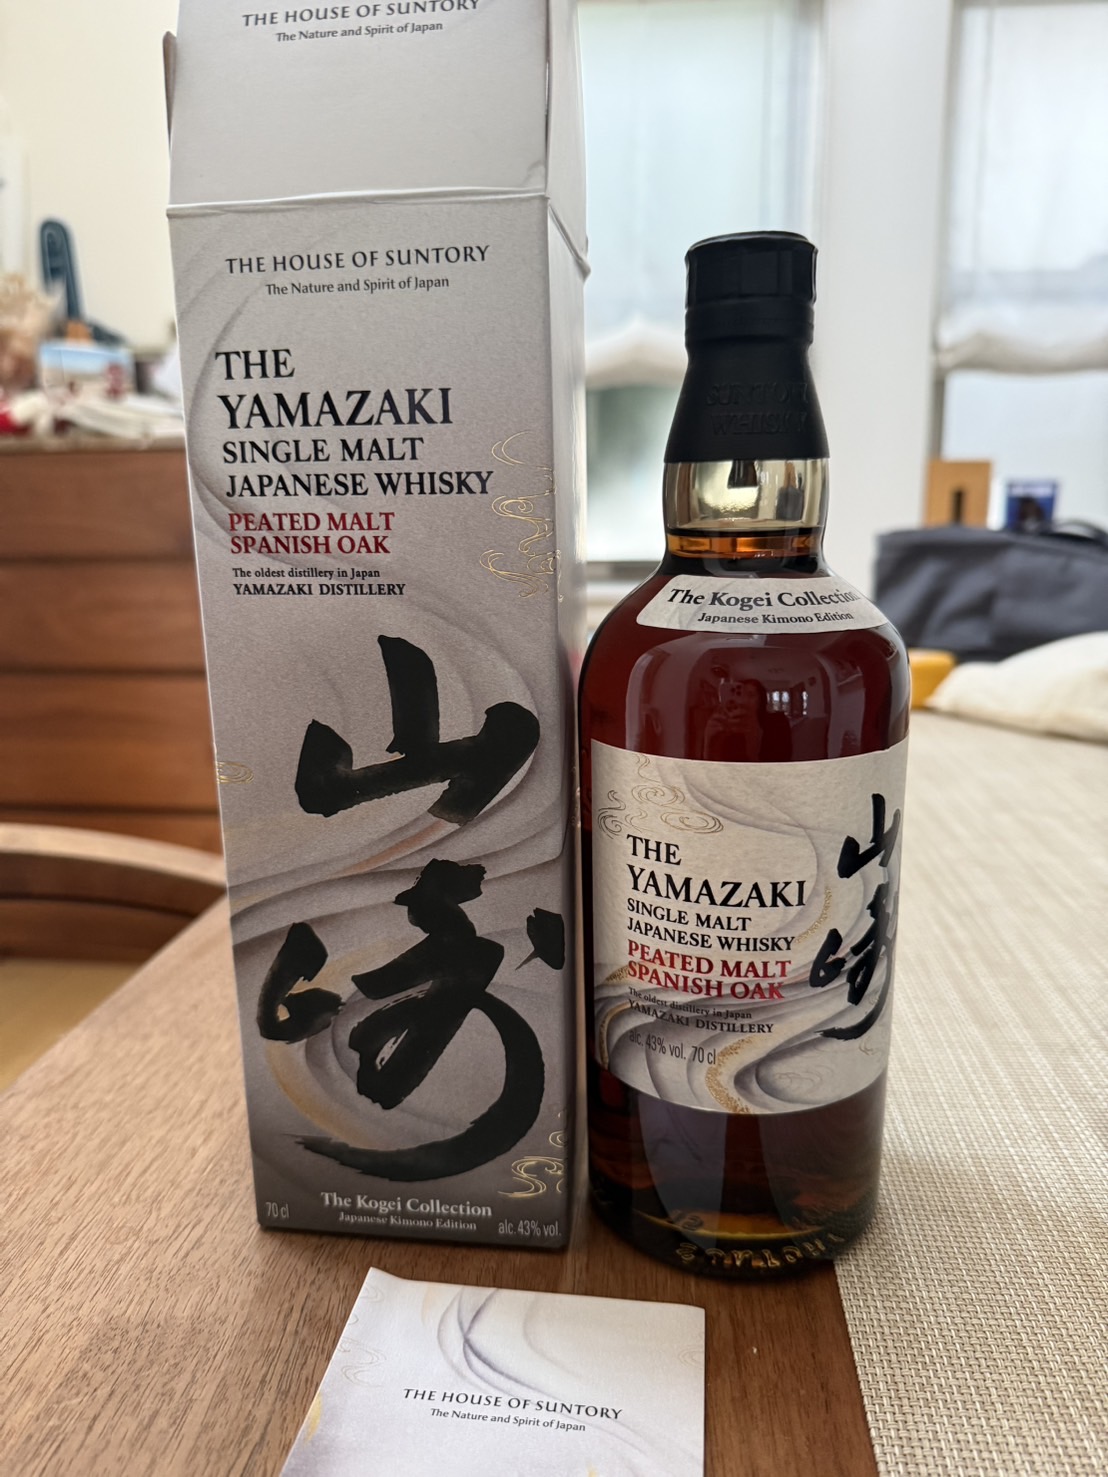 THE HOUSE OF SUNTORY
The Nature and Spirit of Japan
THE HOUSE OF SUNTORY
The Nature and Spirit of Japan
THE
YAMAZAKI
SINGLE MALT
JAPANESE WHISKY
PEATED MALT
SPANISH OAK
The oldest distillery in Japan
YAMAZAKI DISTILLERY
山
崎
70 cl
The Kogei Collection
Japanese Kimono Edition
alc. 43% vol.
SUNTORY
WHISKY
The Kogei Collection
Japanese Kimono Edition
THE
YAMAZAKI
SINGLE MALT
JAPANESE WHISKY
PEATED MALT
SPANISH OAK
The oldest distillery in Japan
YAMAZAKI DISTILLERY
alc. 43% vol. 70 cl
山
崎
THE HOUSE OF SUNTORY
The Nature and Spirit of Japan